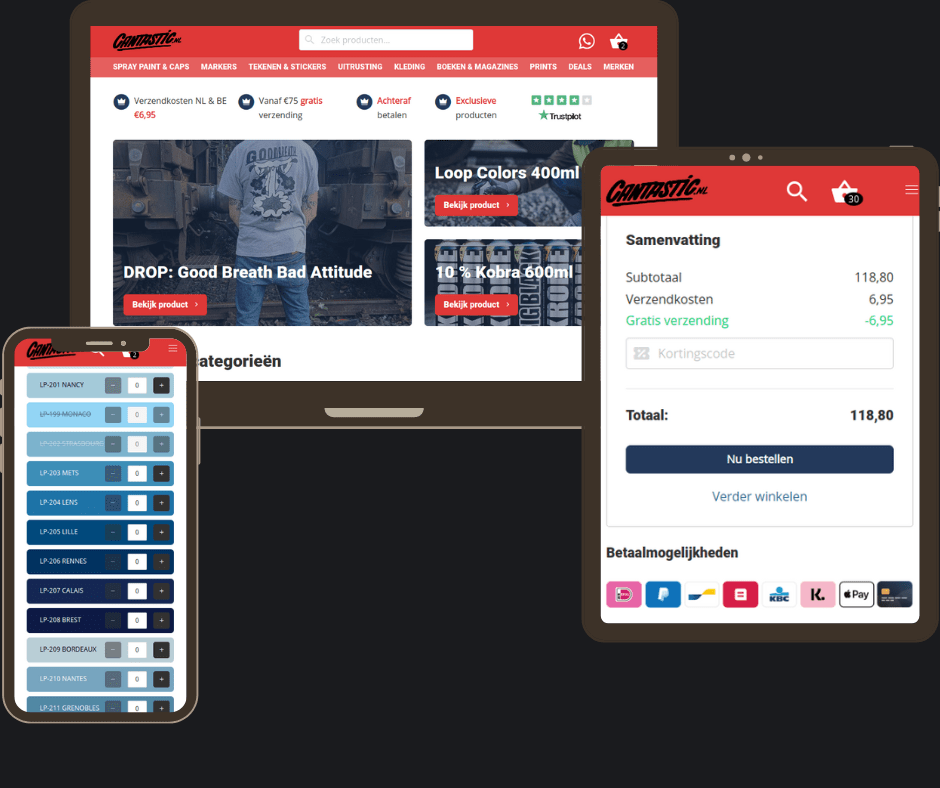 CANTASTIC.NL
Zoek producten...
2
SPRAY PAINT & CAPS MARKERS TEKENEN & STICKERS UITRUSTING KLEDING BOEKEN & MAGAZINES PRINTS DEALS MERKEN
Verzendkosten NL & BE
€6,95
Vanaf €75 gratis
verzending
Achteraf
betalen
Exclusieve
producten
Trustpilot
GOOD BREATH
DROP: Good Breath Bad Attitude
Bekijk product
Loop Colors 400ml
Bekijk product
10 % Kobra 600ml
Bekijk product
ategorieën
CANTASTIC.NL
30
Samenvatting
Subtotaal 118,80
Verzendkosten 6,95
Gratis verzending -6,95
Kortingscode
Totaal: 118,80
Nu bestellen
Verder winkelen
Betaalmogelijkheden
KBC
K.
Pay
2
LP-201 NANCY - 0 +
LP-199 MONACO - 0 +
- 0 +
LP-203 METS - 0 +
LP-204 LENS - 0 +
LP-205 LILLE - 0 +
LP-206 RENNES - 0 +
LP-207 CALAIS - 0 +
LP-208 BREST - 0 +
LP-209 BORDEAUX - 0 +
LP-210 NANTES - 0 +
LP-211 GRENOBLES - 0 +